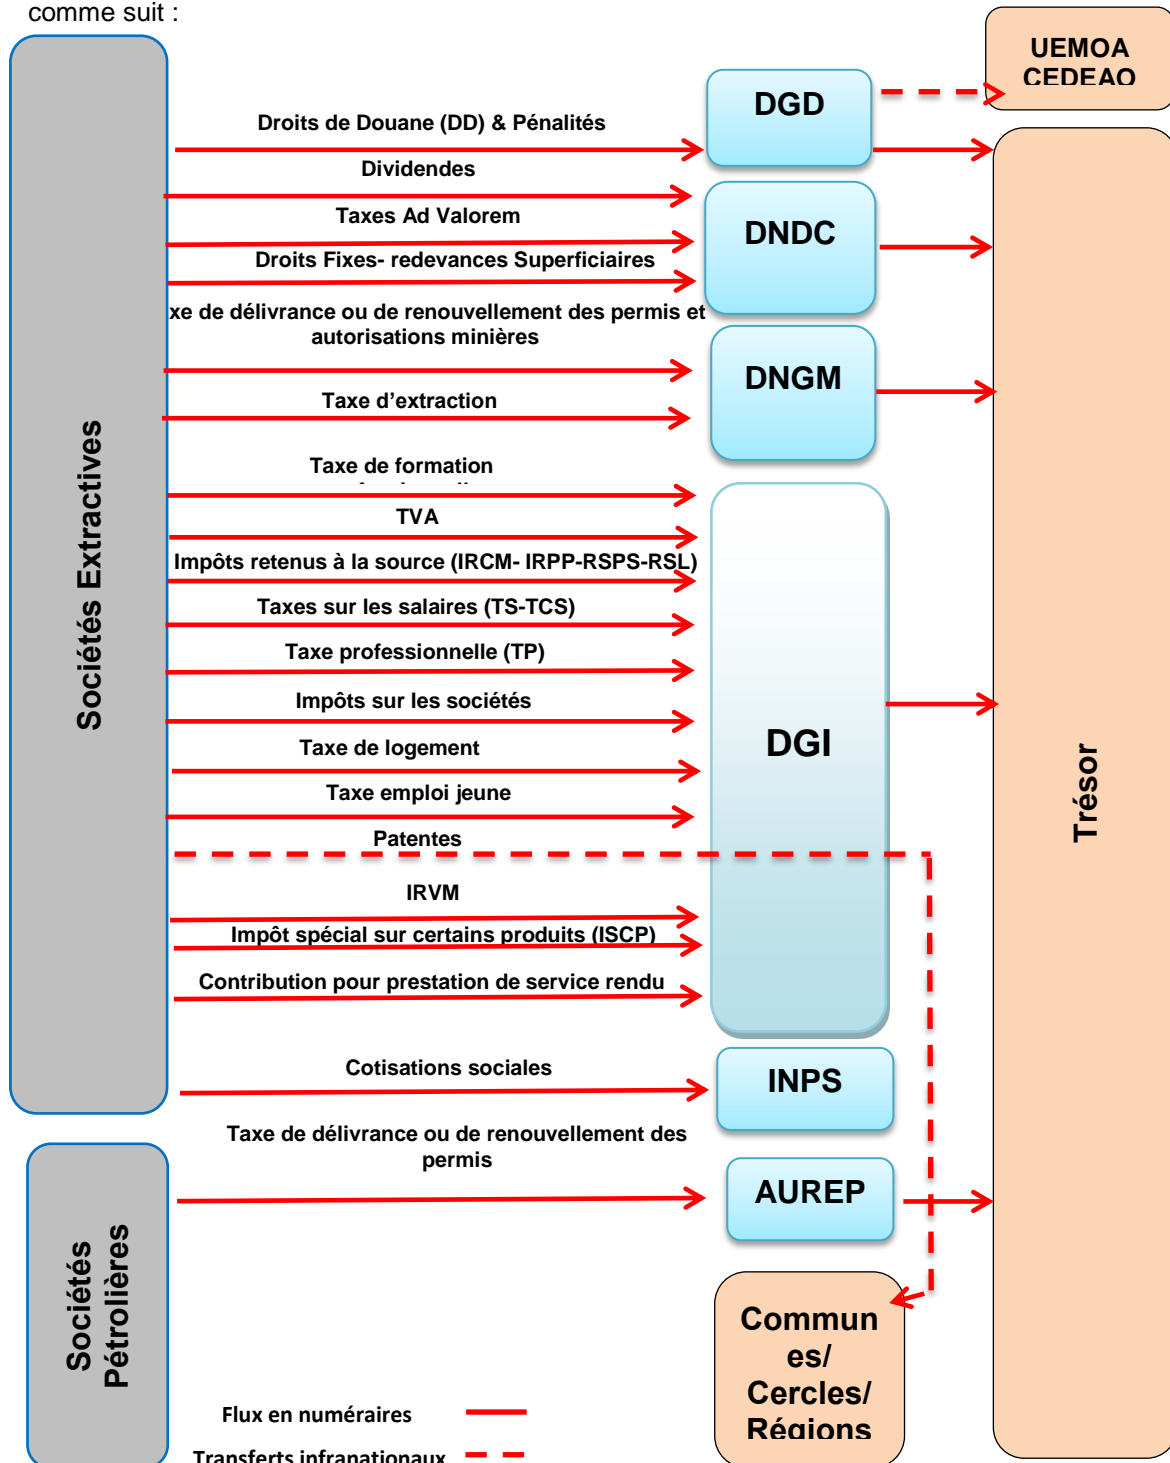 comme suit :
UEMOA
CEDEAO
DGD
Droits de Douane (DD) & Pénalités
Dividendes
Taxes Ad Valorem
DNDC
Droits Fixes- redevances Superficiaires
xe de délivrance ou de renouvellement des permis et
autorisations minières
DNGM
Taxe d’extraction
Sociétés Extractives
Taxe de formation
TVA
Impôts retenus à la source (IRCM- IRPP-RSPS-RSL)
Taxes sur les salaires (TS-TCS)
Taxe professionnelle (TP)
Impôts sur les sociétés
DGI
Taxe de logement
Trésor
Taxe emploi jeune
Patentes
IRVM
Impôt spécial sur certains produits (ISCP)
Contribution pour prestation de service rendu
Cotisations sociales
INPS
Taxe de délivrance ou de renouvellement des
permis
AUREP
Sociétés
Pétrolières
Commun
es/
Cercles/
Régions
Flux en numéraires
Transferts infranationaux